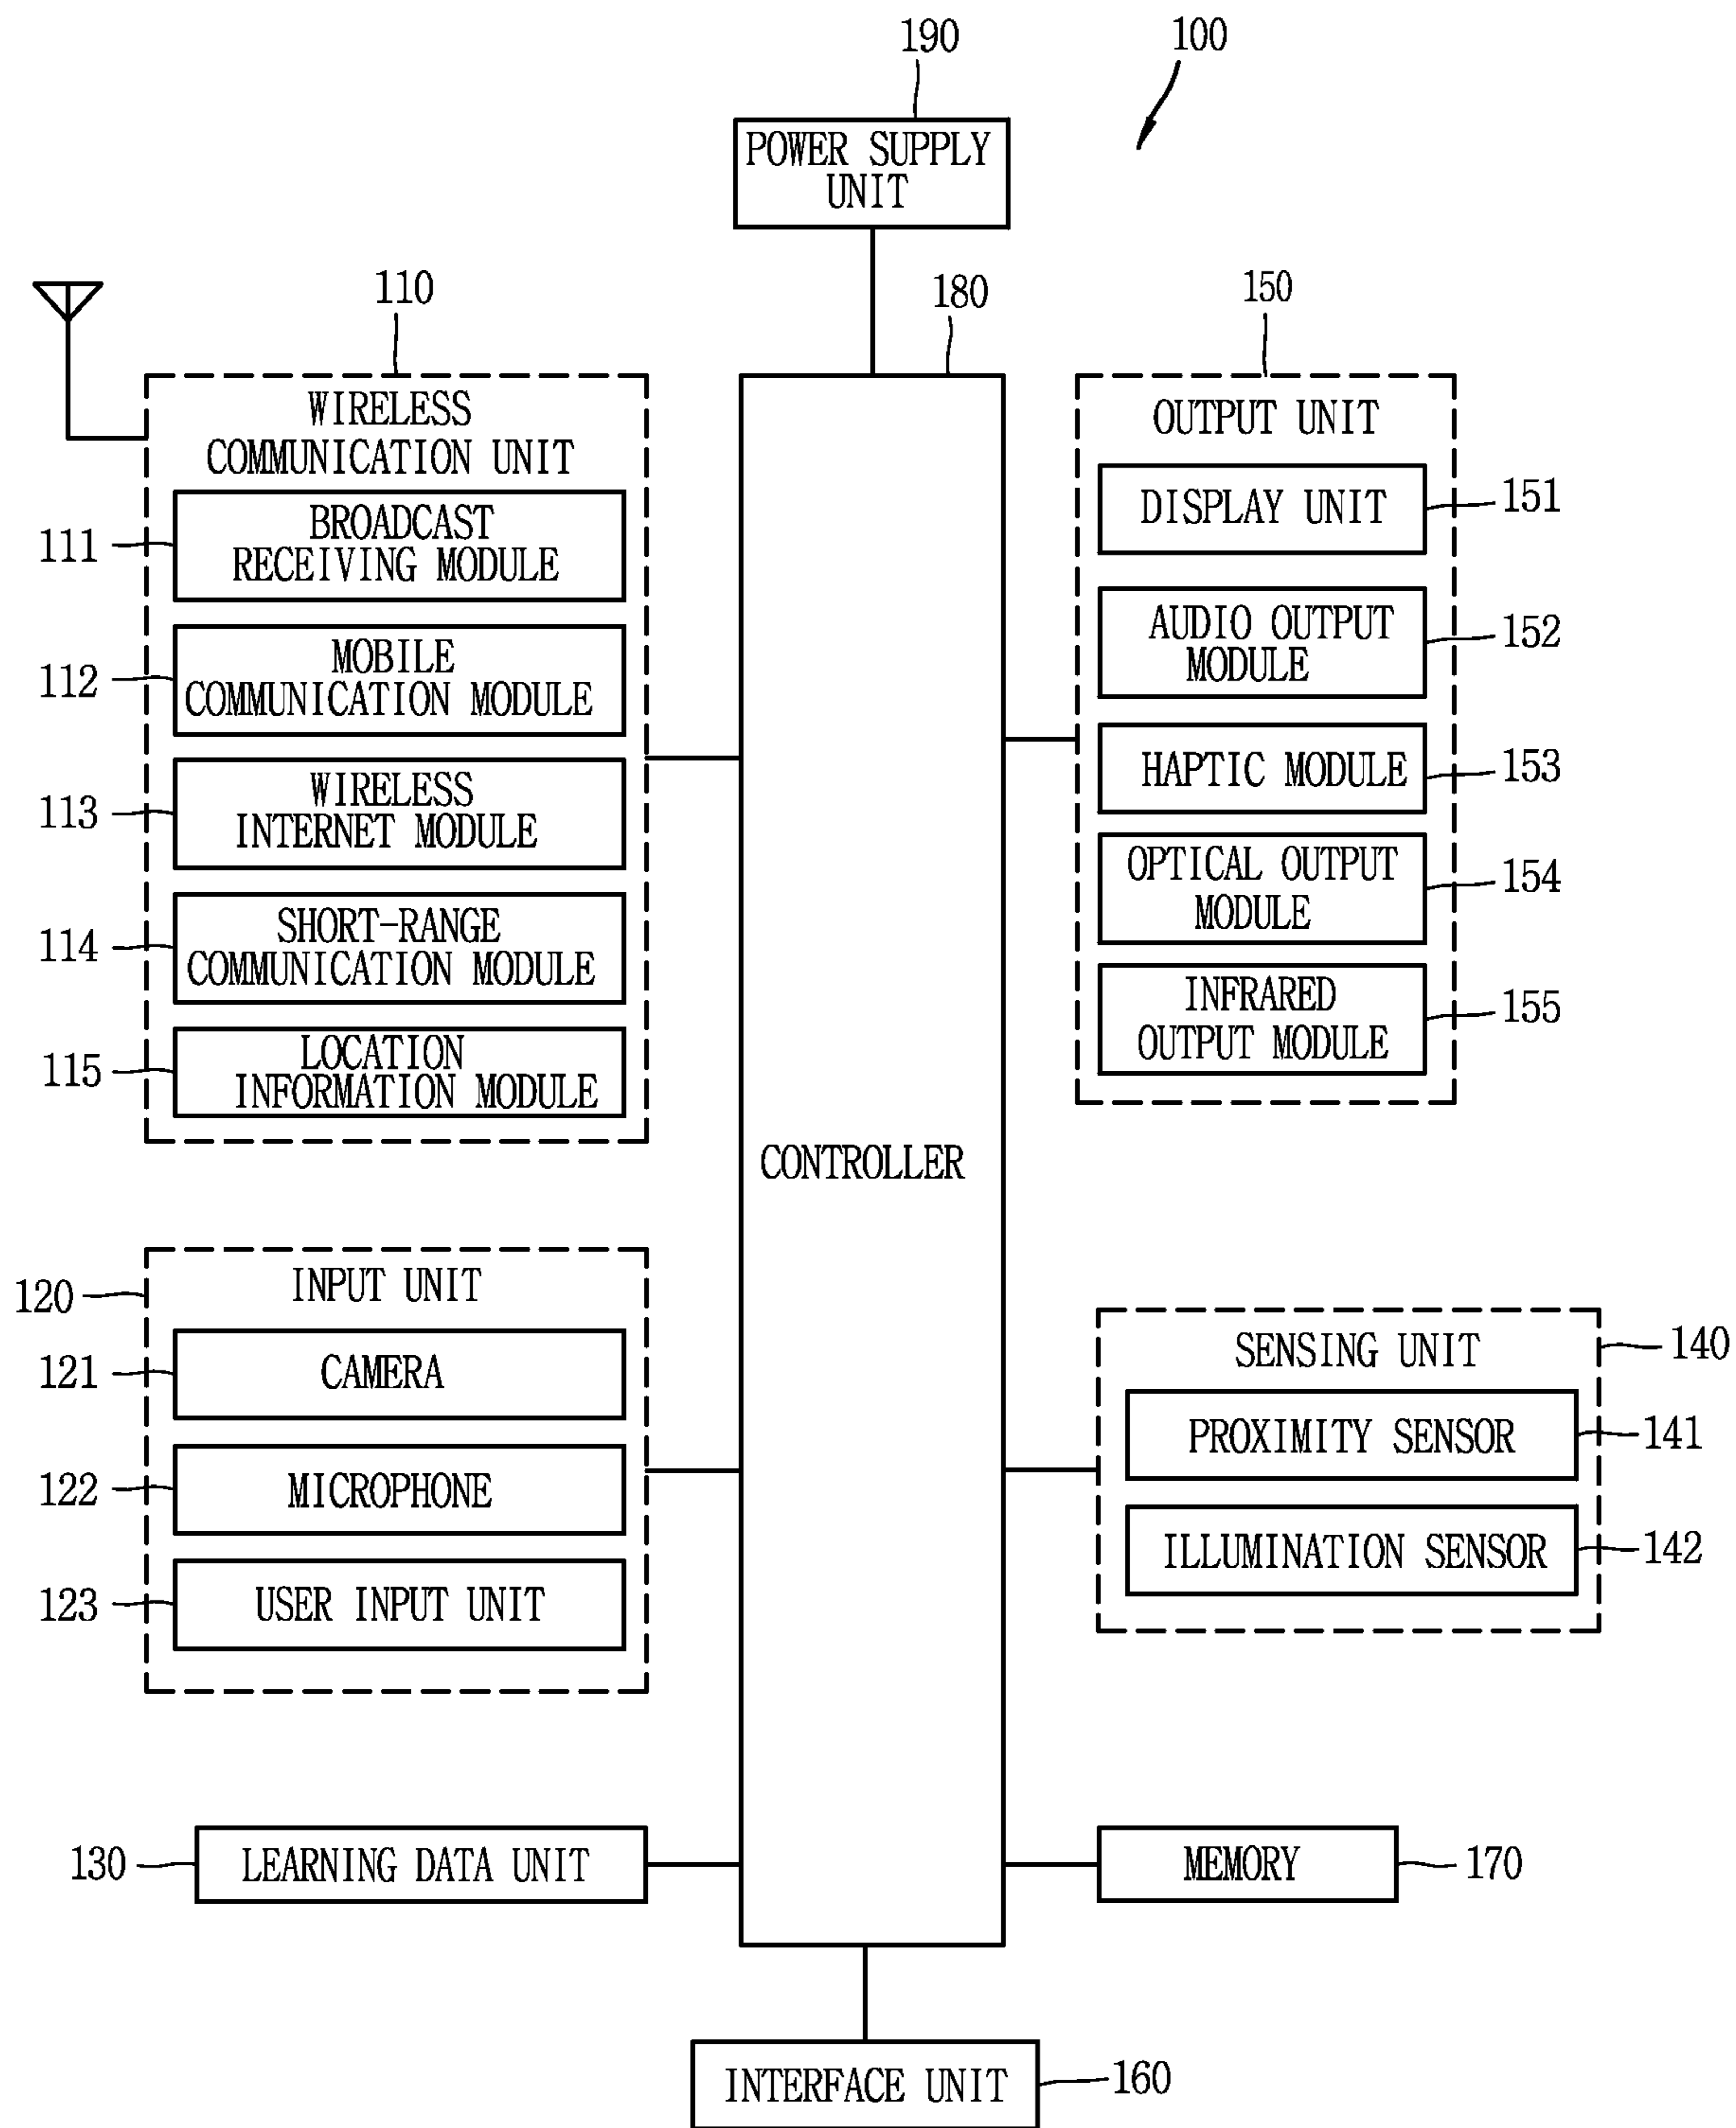 190
100
POWER SUPPLY
UNIT
110
180
150
WIRELESS
COMMUNICATION UNIT
111
BROADCAST
RECEIVING MODULE
112
MOBILE
COMMUNICATION MODULE
113
WIRELESS
INTERNET MODULE
114
SHORT-RANGE
COMMUNICATION MODULE
115
LOCATION
INFORMATION MODULE
OUTPUT UNIT
DISPLAY UNIT
151
AUDIO OUTPUT
MODULE
152
HAPTIC MODULE
153
OPTICAL OUTPUT
MODULE
154
INFRARED
OUTPUT MODULE
155
CONTROLLER
120
INPUT UNIT
121
CAMERA
122
MICROPHONE
123
USER INPUT UNIT
SENSING UNIT
140
PROXIMITY SENSOR
141
ILLUMINATION SENSOR
142
130
LEARNING DATA UNIT
MEMORY
170
INTERFACE UNIT
160